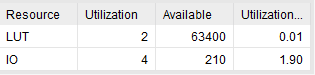 Resource Utilization Available Utilization...
LUT 2 63400 0.01
IO 4 210 1.90